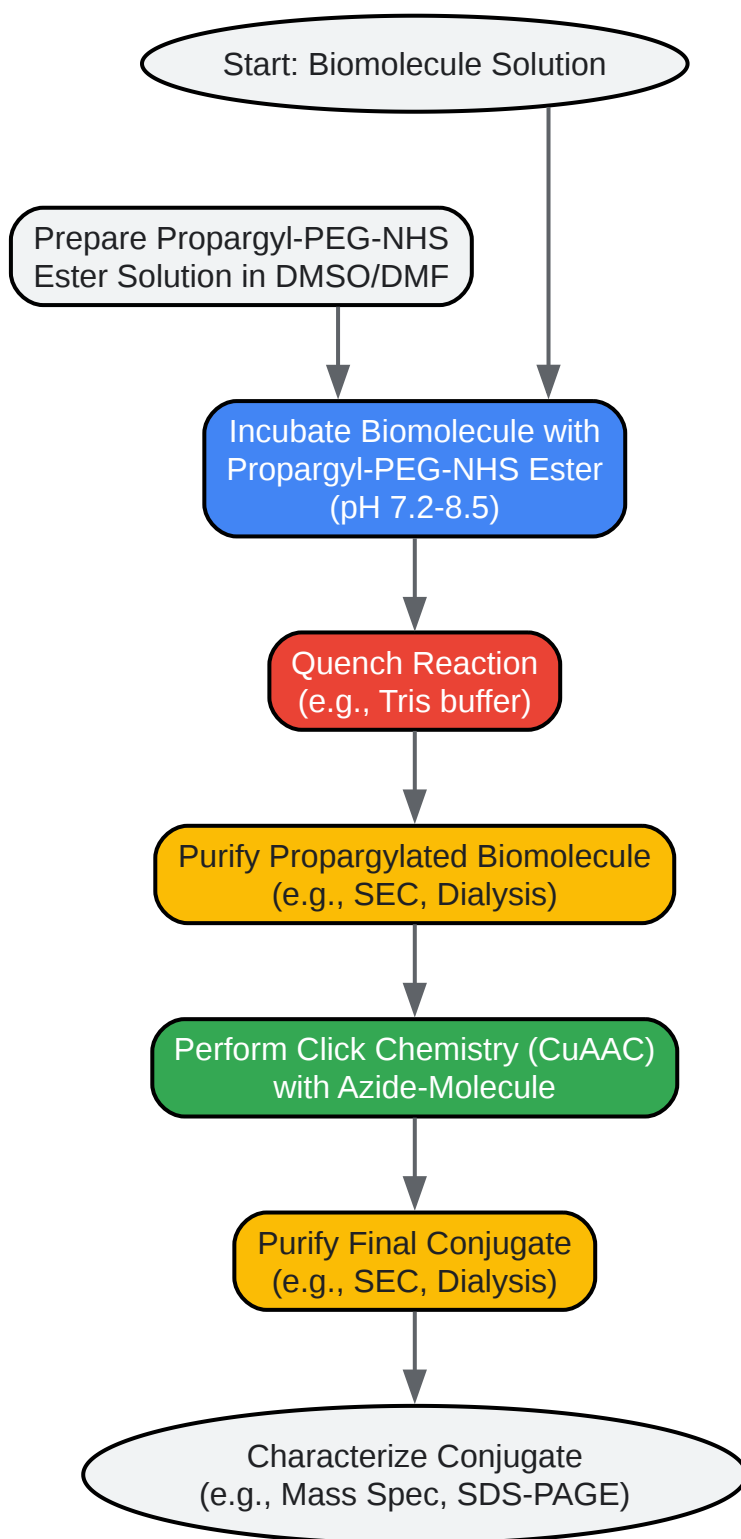 Start: Biomolecule Solution
Prepare Propargyl-PEG-NHS
Ester Solution in DMSO/DMF
Incubate Biomolecule with
Propargyl-PEG-NHS Ester
(pH 7.2-8.5)
Quench Reaction
(e.g., Tris buffer)
Purify Propargylated Biomolecule
(e.g., SEC, Dialysis)
Perform Click Chemistry (CuAAC)
with Azide-Molecule
Purify Final Conjugate
(e.g., SEC, Dialysis)
Characterize Conjugate
(e.g., Mass Spec, SDS-PAGE)